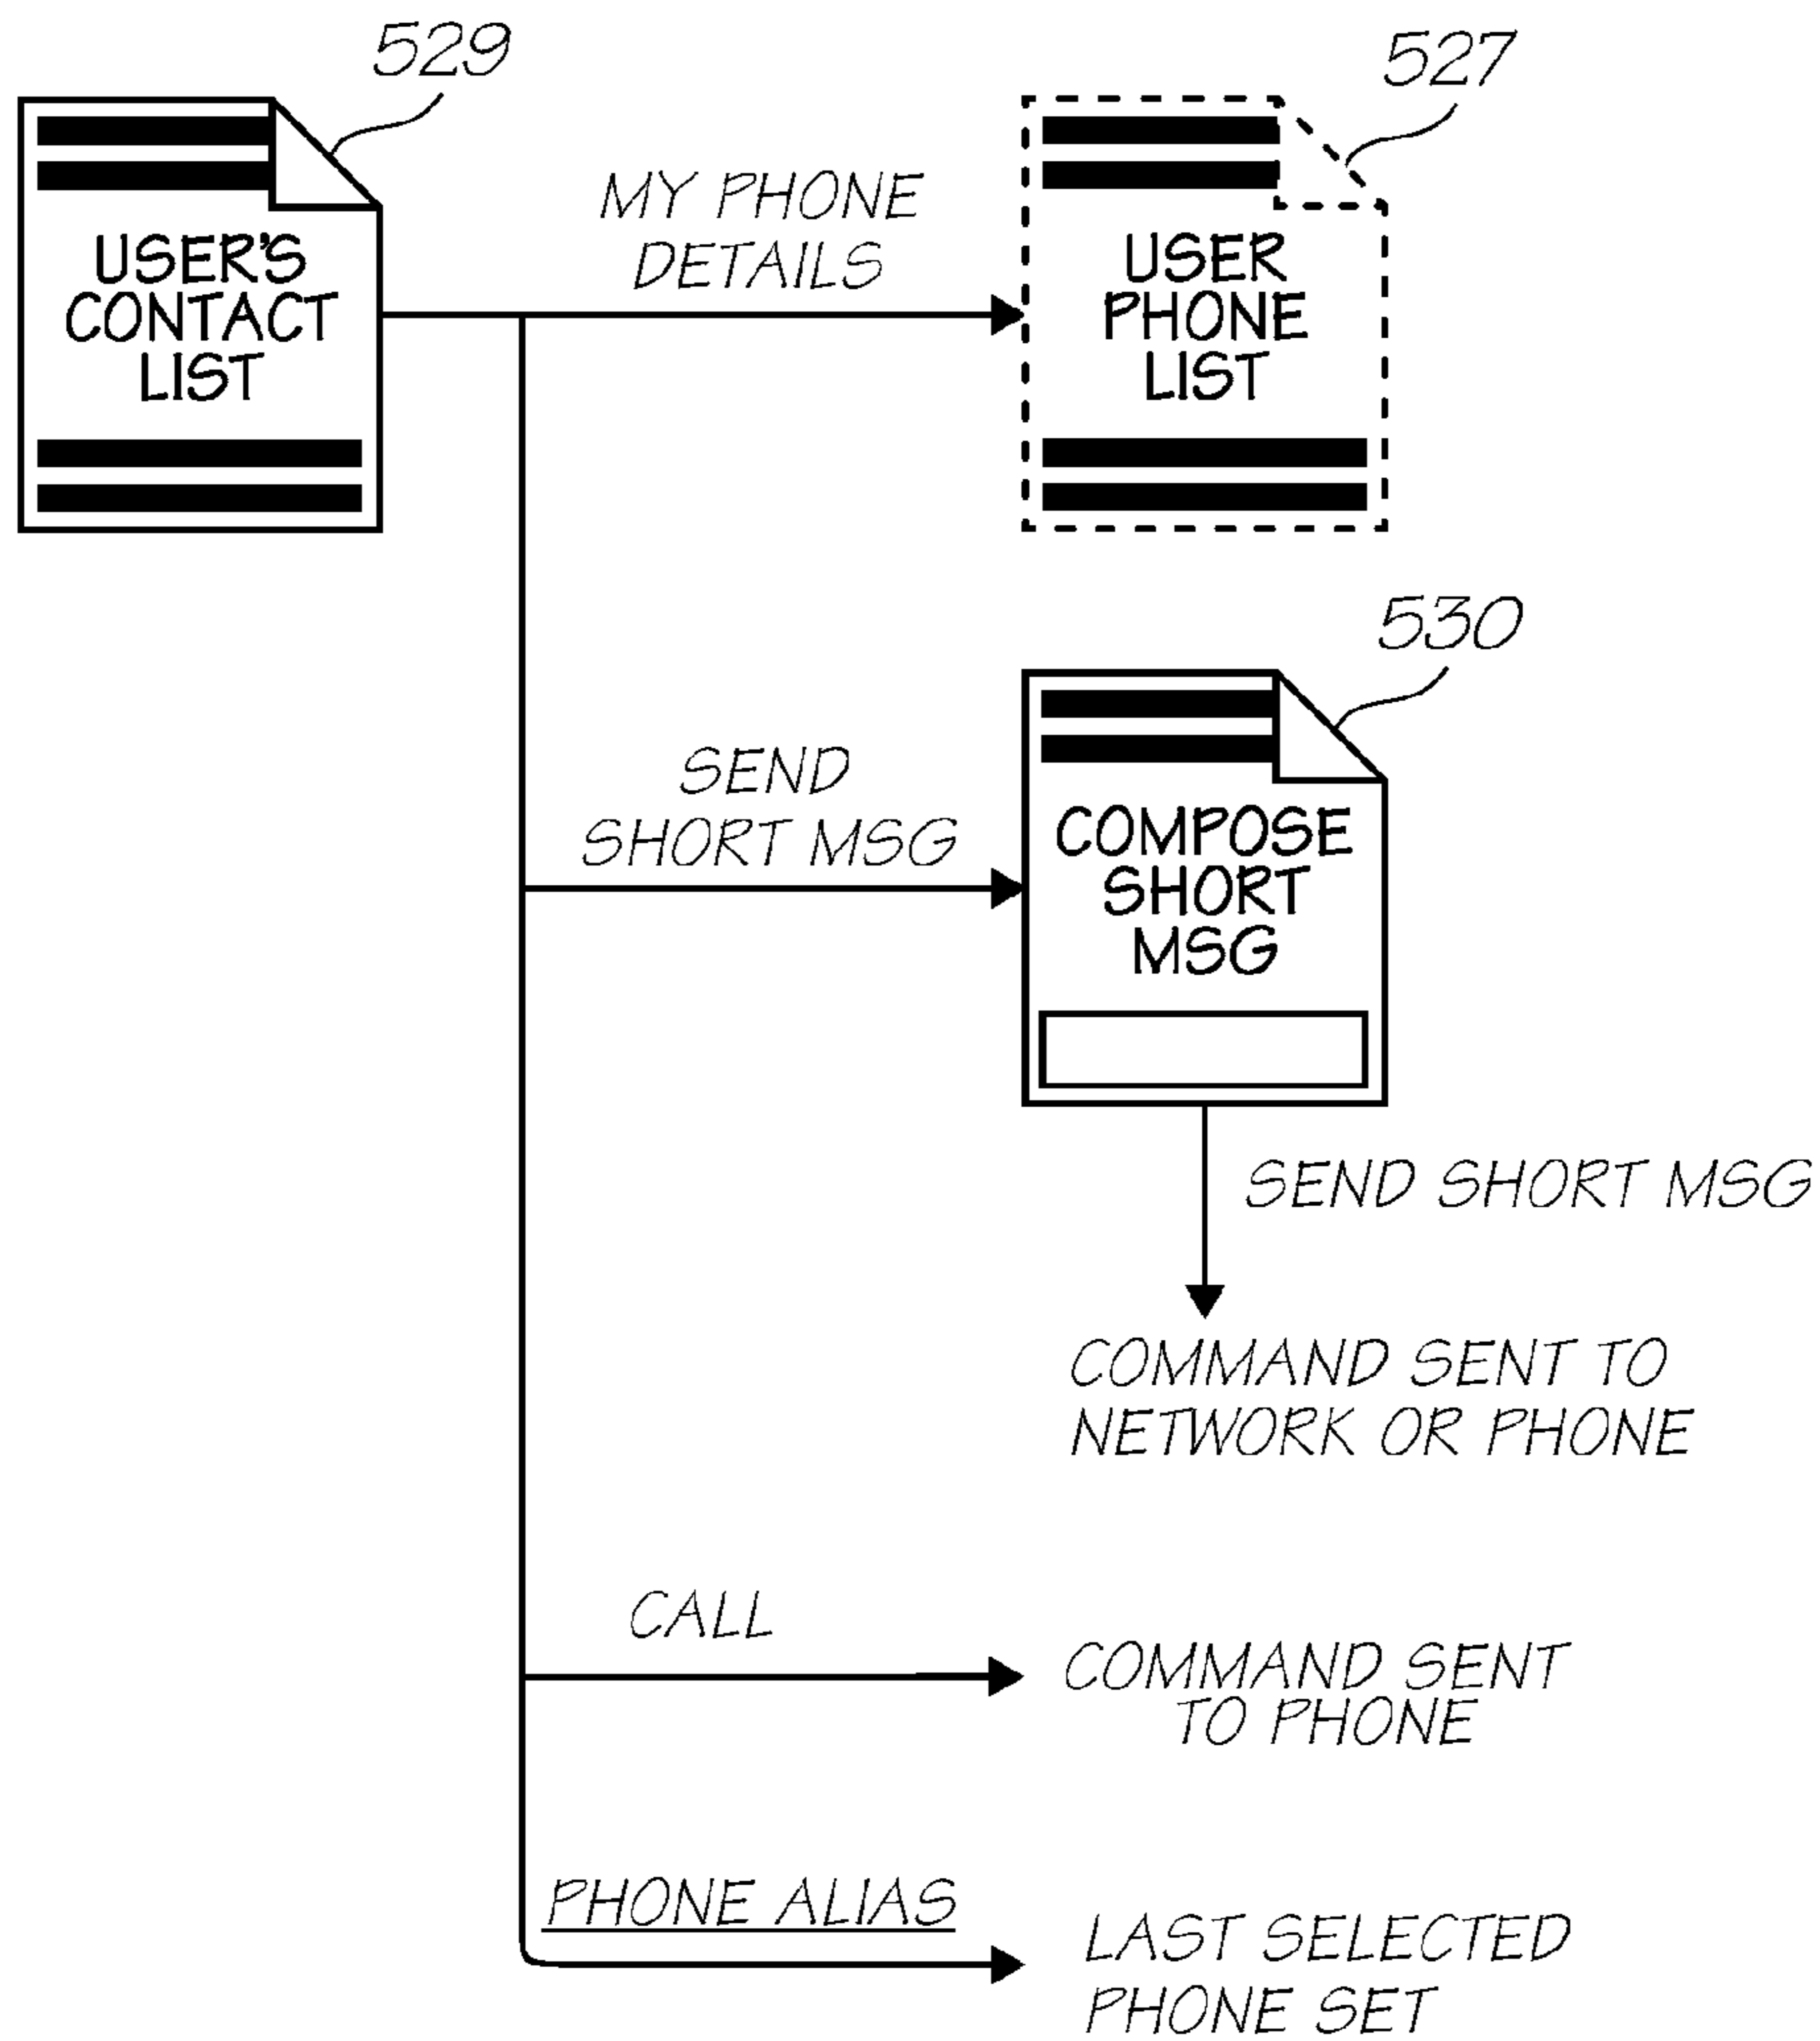 529
527
USER'S
CONTACT
LIST
MY PHONE
DETAILS
USER
PHONE
LIST
530
SEND
SHORT MSG
COMPOSE
SHORT
MSG
SEND SHORT MSG
COMMAND SENT TO
NETWORK OR PHONE
CALL
COMMAND SENT
TO PHONE
PHONE ALIAS
LAST SELECTED
PHONE SET